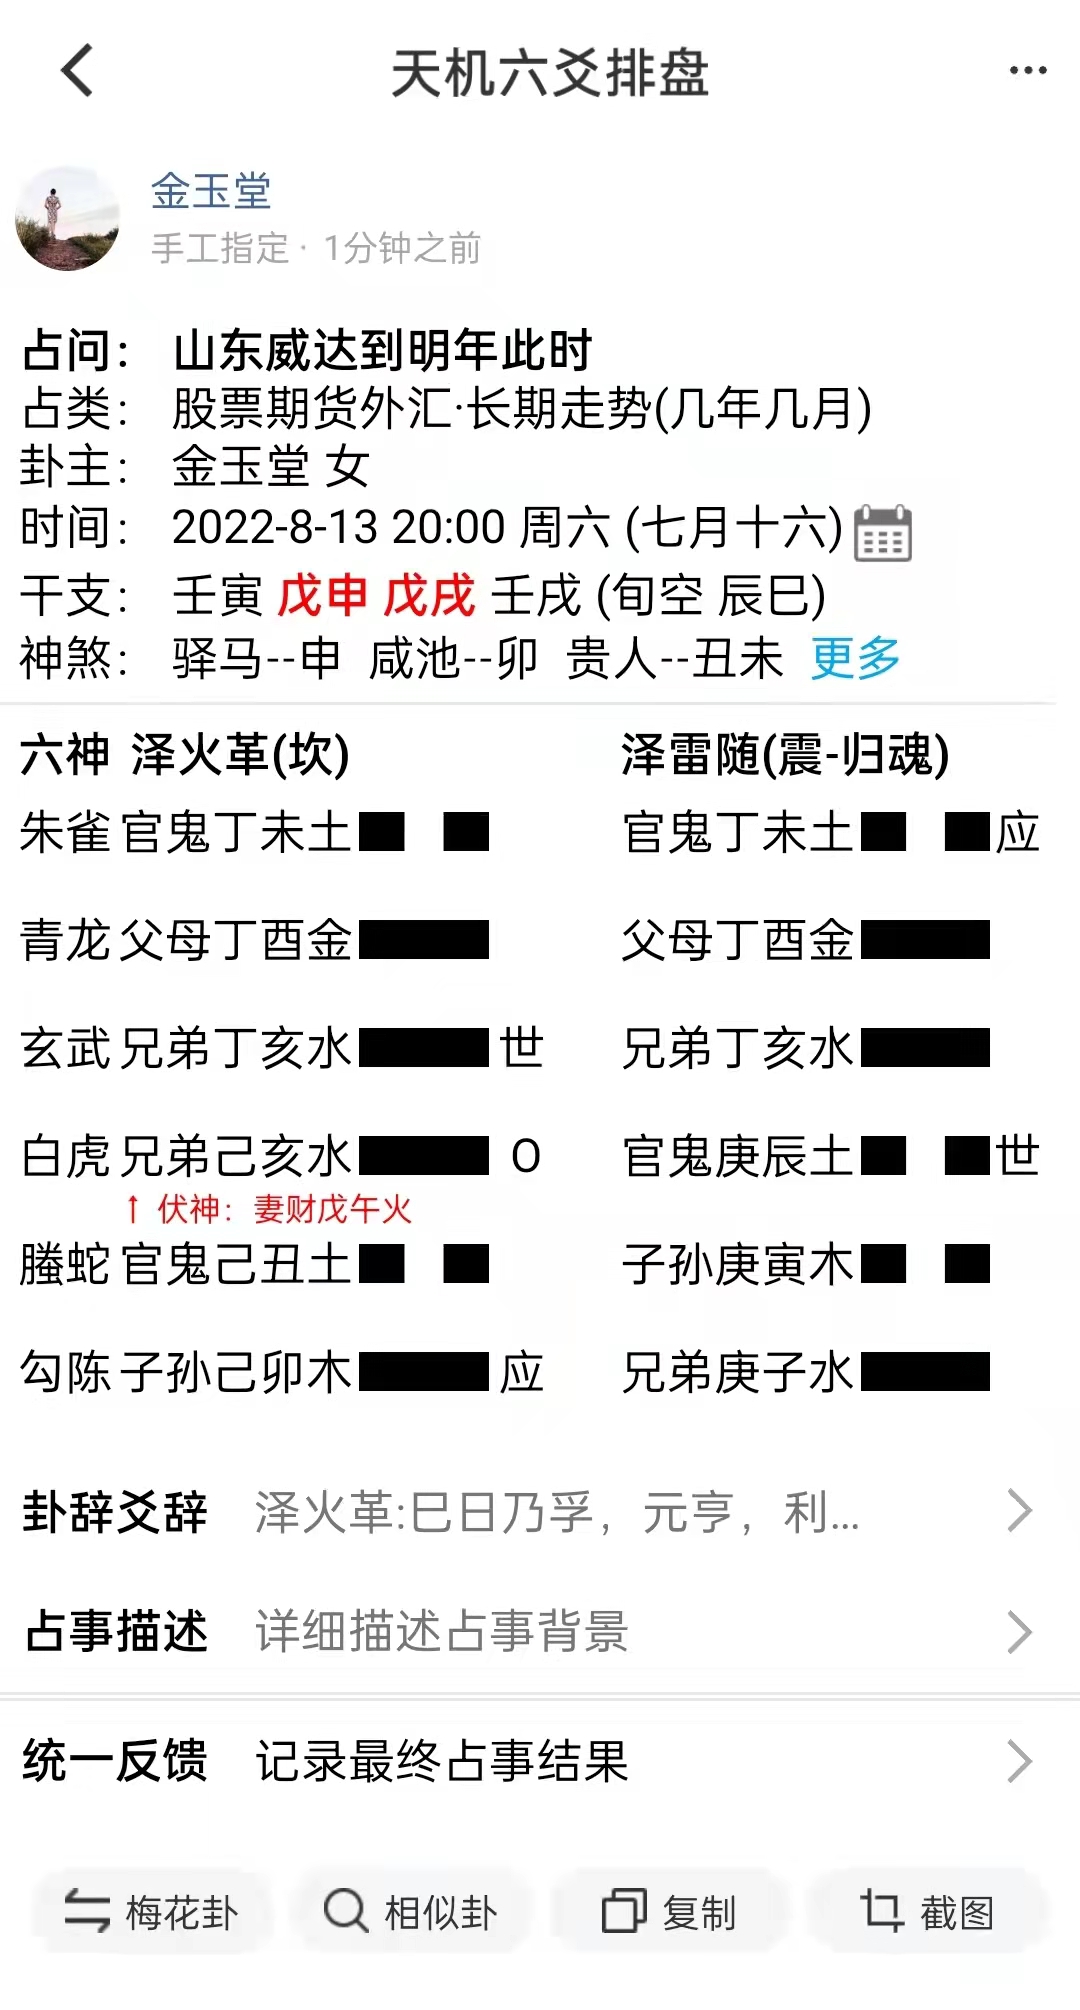 天机六爻排盘
金玉堂
手工指定 · 1分钟之前
占问： 山东威达到明年此时
占类： 股票期货外汇·长期走势(几年几月)
卦主： 金玉堂 女
时间： 2022-8-13 20:00 周六 (七月十六)
干支： 壬寅 戊申 戊戌 壬戌 (旬空 辰巳)
神煞： 驿马--申 咸池--卯 贵人--丑未 更多
六神 泽火革(坎) 泽雷随(震-归魂)
朱雀 官鬼丁未土 官鬼丁未土 应
青龙 父母丁酉金 父母丁酉金
玄武 兄弟丁亥水 世 兄弟丁亥水
白虎 兄弟己亥水 O 官鬼庚辰土 世
↑ 伏神：妻财戊午火
螣蛇 官鬼己丑土 子孙庚寅木
勾陈 子孙己卯木 应 兄弟庚子水
卦辞爻辞 泽火革:巳日乃孚，元亨，利...
占事描述 详细描述占事背景
统一反馈 记录最终占事结果
梅花卦 相似卦 复制 截图